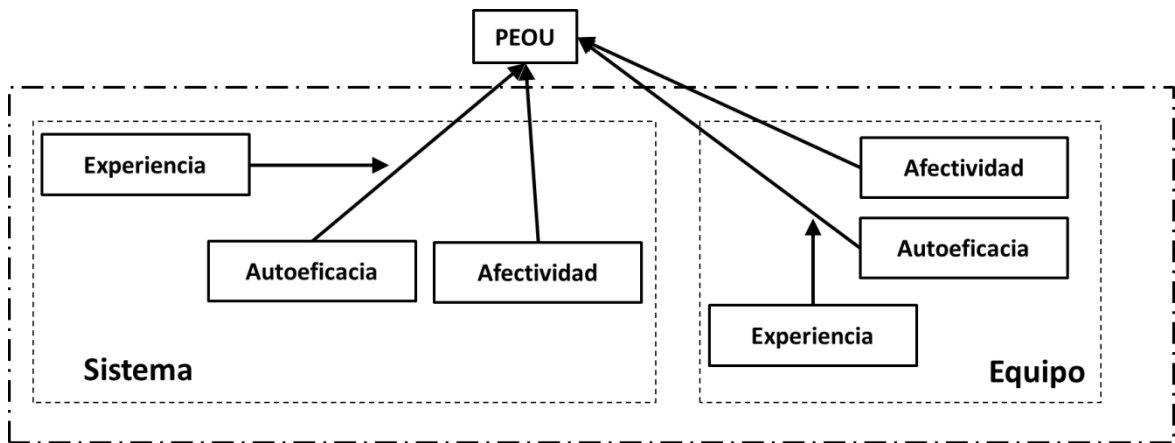 PEOU
Experiencia
Autoeficacia
Afectividad
Sistema
Afectividad
Autoeficacia
Experiencia
Equipo